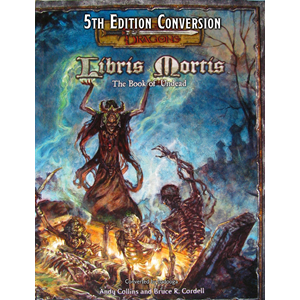 5TH EDITION CONVERSION
DRAGONS
Libris Mortis
The Book of Undead
Andy Collins and Bruce R. Cordell